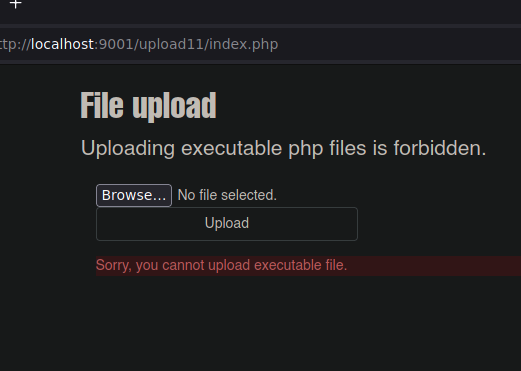 ttp://localhost:9001/upload11/index.php
File upload
Uploading executable php files is forbidden.
Browse... No file selected.
Upload
Sorry, you cannot upload executable file.